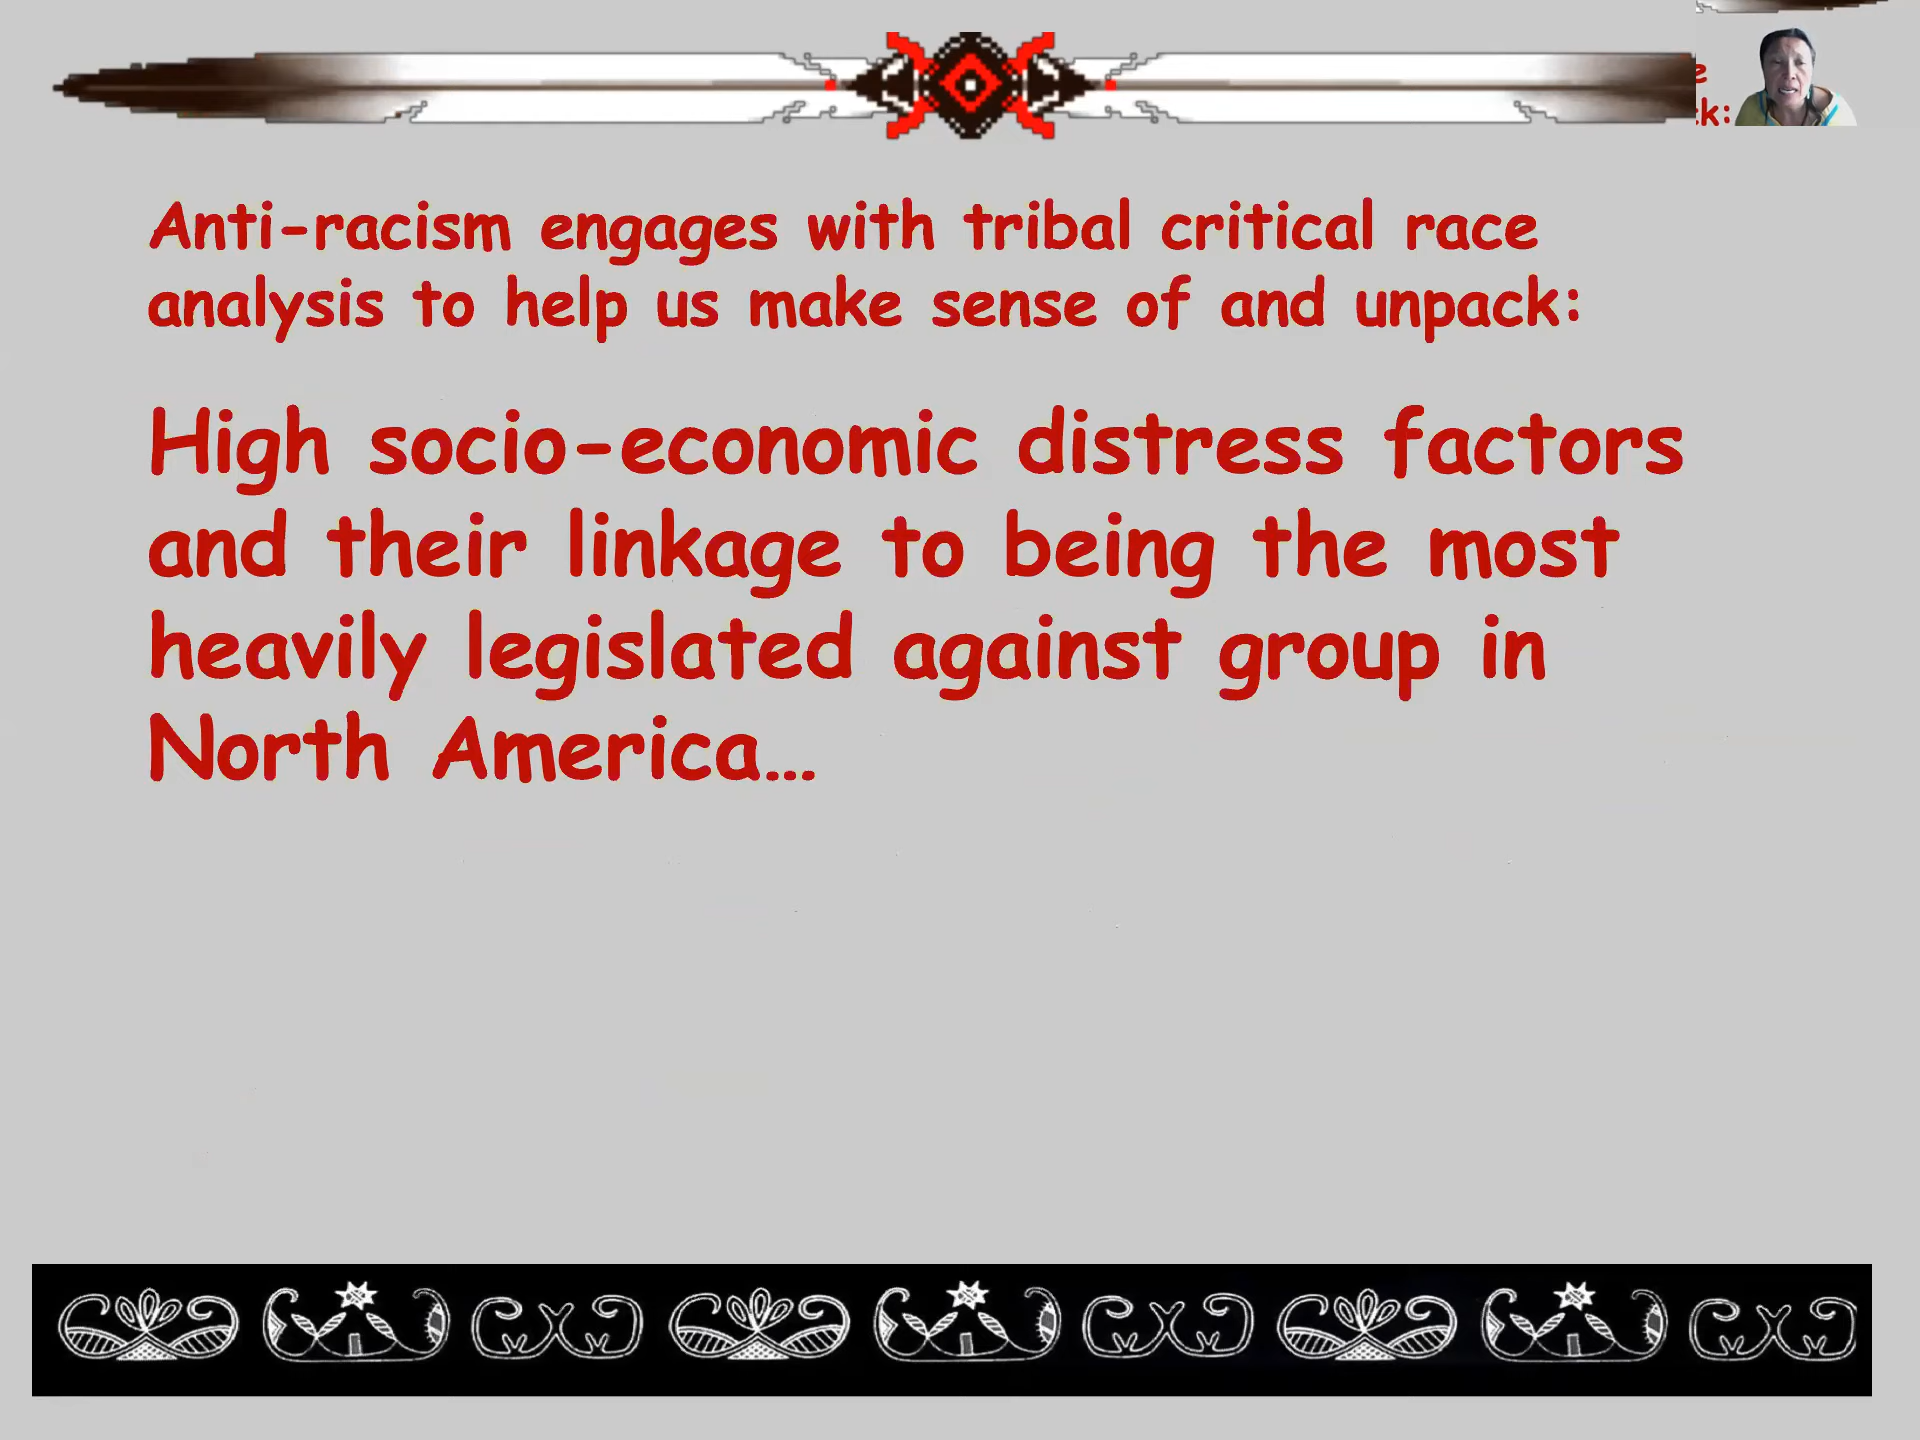 Anti-racism engages with tribal critical race
analysis to help us make sense of and unpack:
High socio-economic distress factors
and their linkage to being the most
heavily legislated against group in
North America...
e
ck: